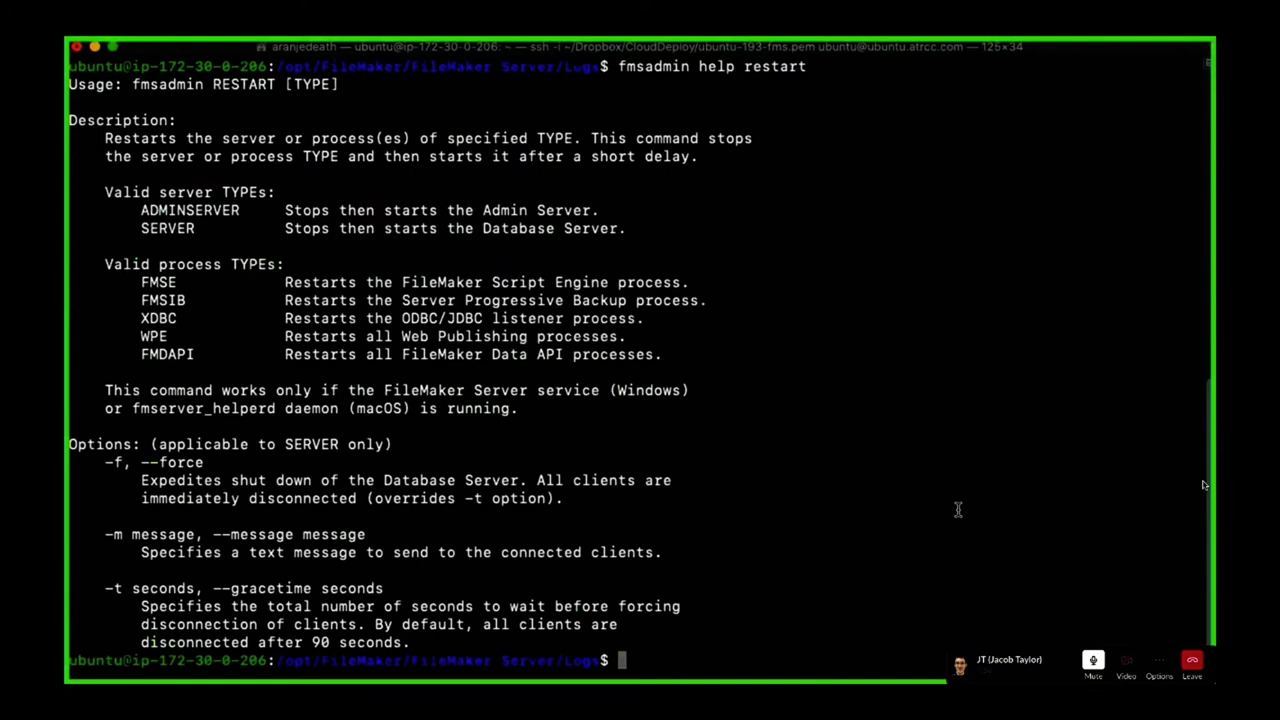 aranjedeath — ubuntu@ip-172-30-0-206: ~ — ssh -i ~/Dropbox/CloudDeploy/ubuntu-193-fms.pem ubuntu@ubuntu.atrcc.com — 125×34
ubuntu@ip-172-30-0-206:/opt/FileMaker/FileMaker Server/Logs$ fmsadmin help restart
Usage: fmsadmin RESTART [TYPE]
Description:
Restarts the server or process(es) of specified TYPE. This command stops
the server or process TYPE and then starts it after a short delay.
Valid server TYPEs:
ADMINSERVER Stops then starts the Admin Server.
SERVER Stops then starts the Database Server.
Valid process TYPEs:
FMSE Restarts the FileMaker Script Engine process.
FMSIB Restarts the Server Progressive Backup process.
XDBC Restarts the ODBC/JDBC listener process.
WPE Restarts all Web Publishing processes.
FMDAPI Restarts all FileMaker Data API processes.
This command works only if the FileMaker Server service (Windows)
or fmserver_helperd daemon (macOS) is running.
Options: (applicable to SERVER only)
-f, --force
Expedites shut down of the Database Server. All clients are
immediately disconnected (overrides -t option).
-m message, --message message
Specifies a text message to send to the connected clients.
-t seconds, --gracetime seconds
Specifies the total number of seconds to wait before forcing
disconnection of clients. By default, all clients are
disconnected after 90 seconds.
ubuntu@ip-172-30-0-206:/opt/FileMaker/FileMaker Server/Logs$
JT (Jacob Taylor)
Mute Video Options Leave